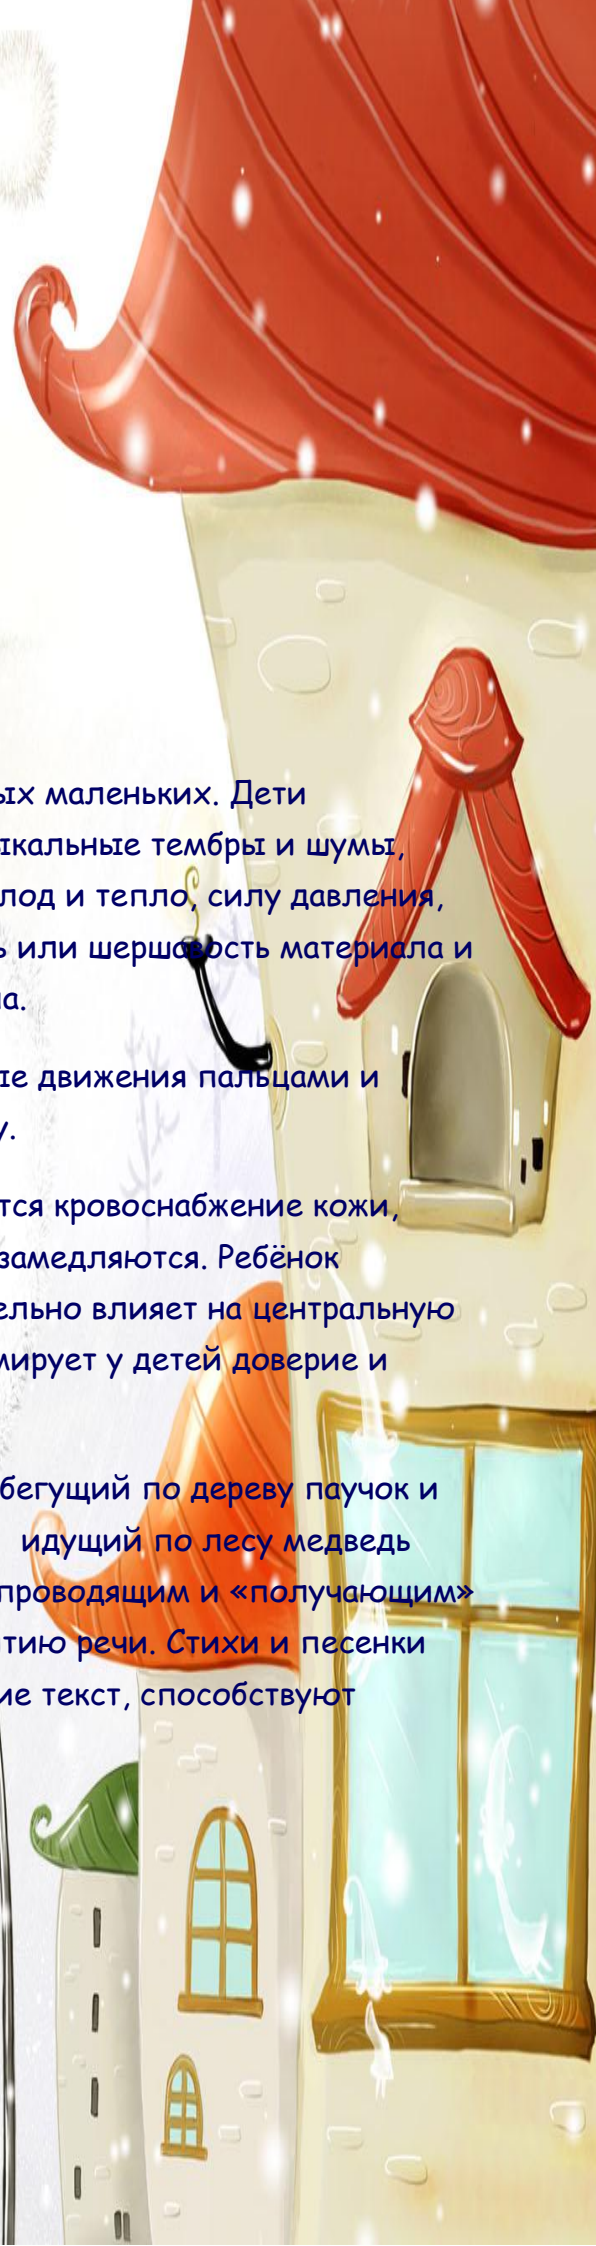 ых маленьких. Дети
ыкальные тембры и шумы,
лод и тепло, силу давления,
ь или шершавость материала и
а.
ые движения пальцами и
у.
тся кровоснабжение кожи,
замедляются. Ребёнок
ельно влияет на центральную
мирует у детей доверие и
бегущий по дереву паучок и
идущий по лесу медведь
проводящим и «получающим»
тию речи. Стихи и песенки
ие текст, способствуют